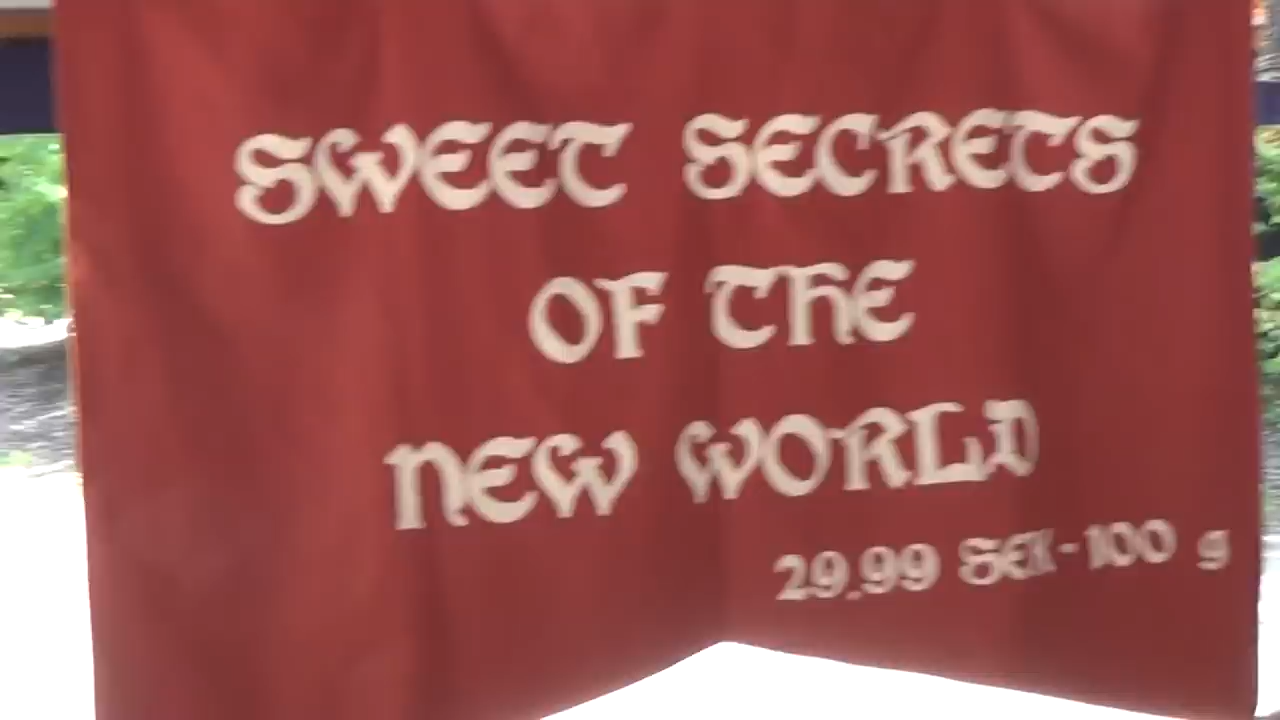 SWEET SECRETS
OF THE
NEW WORLD
29,99 SEK-100 g